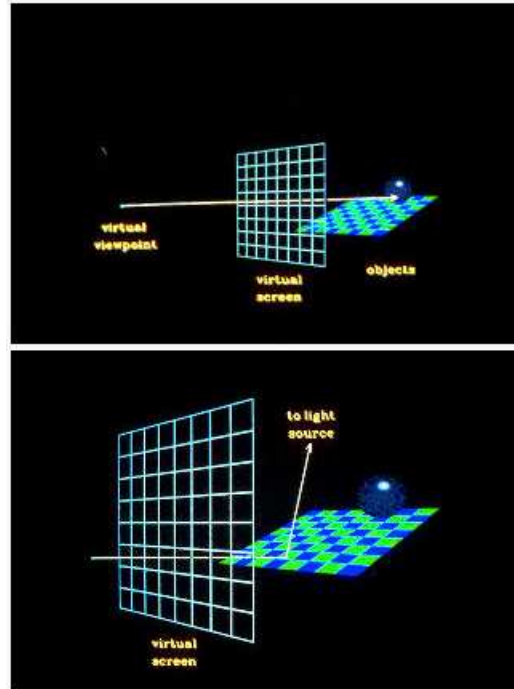 virtual
viewpoint
virtual
screen
objects
to light
source
virtual
screen